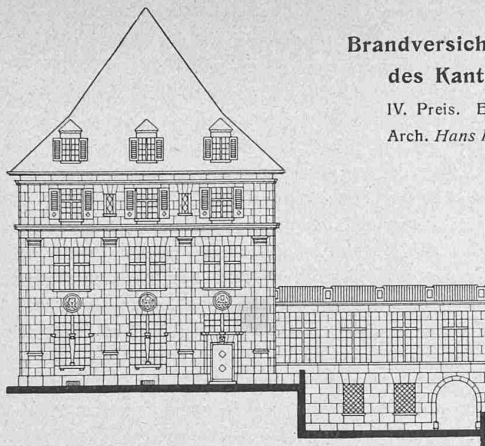 Brandversich
des Kant
IV. Preis. E
Arch. Hans